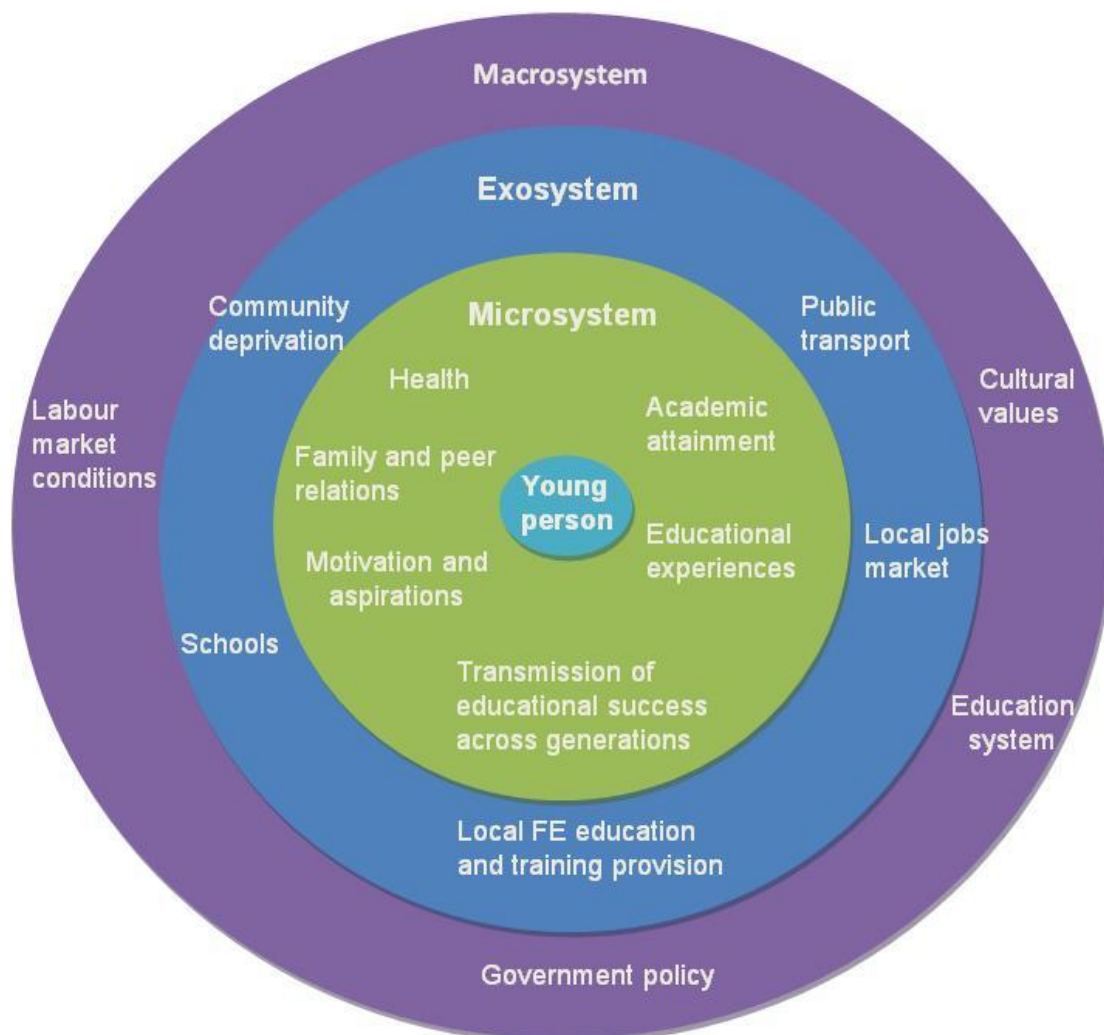 Macrosystem
Exosystem
Community
deprivation
Public
transport
Microsystem
Health
Cultural
values
Labour
market
conditions
Academic
attainment
Family and peer
relations
Young
person
Educational
experiences
Local jobs
market
Motivation and
aspirations
Schools
Transmission of
educational success
across generations
Education
system
Local FE education
and training provision
Government policy